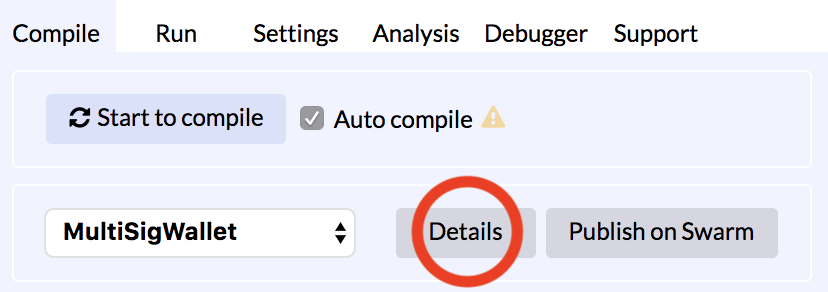 Compile Run Settings Analysis Debugger Support
Start to compile Auto compile
MultiSigWallet Details Publish on Swarm